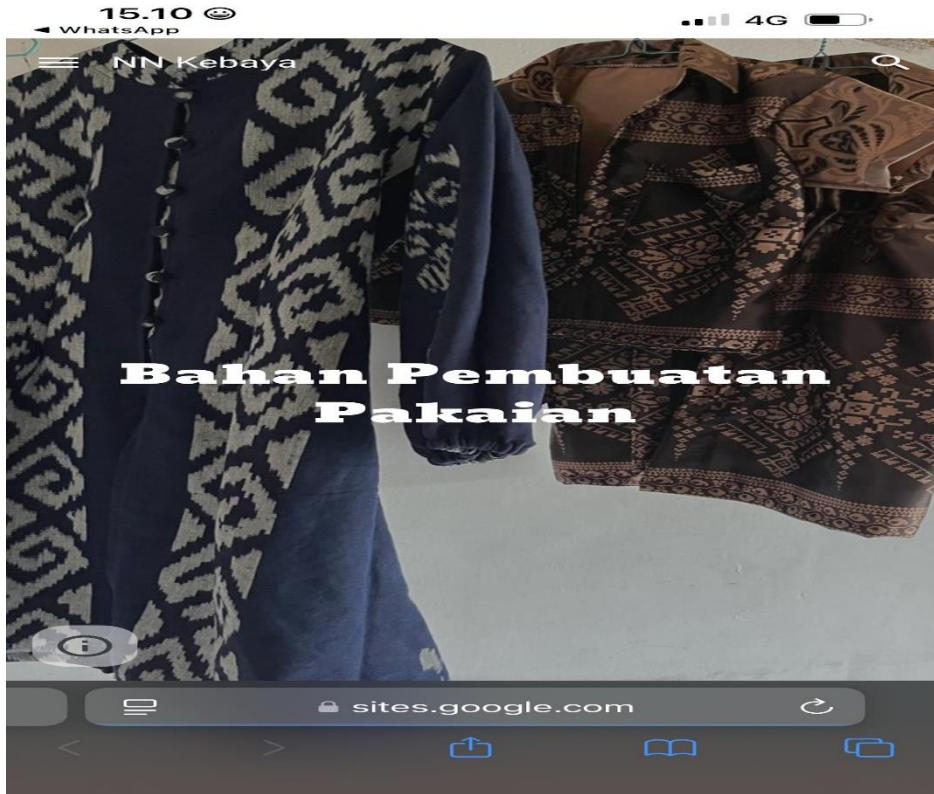 15.10
4G
WhatsApp
NN Kebaya
Bahan Pembuatan
Pakaian
sites.google.com